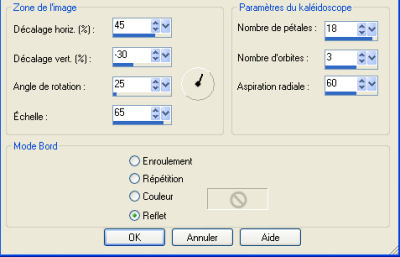 Zone de l'image
Décalage horiz. (%) : 45
Décalage vert. (%) : -30
Angle de rotation : 25
Échelle : 65
Paramètres du kaléidoscope
Nombre de pétales : 18
Nombre d'orbites : 3
Aspiration radiale : 60
Mode Bord
Enroulement
Répétition
Couleur
Reflet
OK Annuler Aide